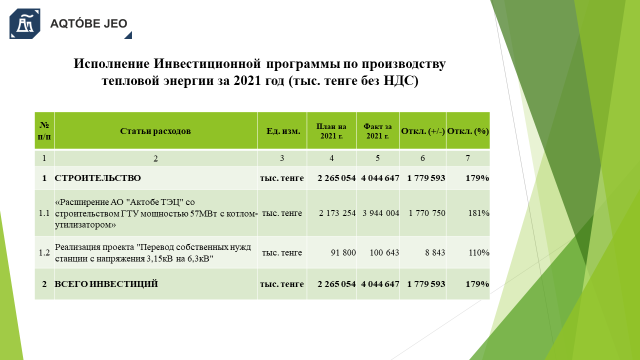 AQTÓBE JEO
Исполнение Инвестиционной программы по производству
тепловой энергии за 2021 год (тыс. тенге без НДС)
№ п/п Статьи расходов Ед. изм. План на 2021 г. Факт за 2021 г. Откл. (+/-) Откл. (%)
1 2 3 4 5 6 7
1 СТРОИТЕЛЬСТВО тыс. тенге 2 265 054 4 044 647 1 779 593 179%
«Расширение АО "Актобе ТЭЦ" со
1.1 строительством ГТУ мощностью 57МВт с котлом- тыс. тенге 2 173 254 3 944 004 1 770 750 181%
утилизатором»
1.2 Реализация проекта "Перевод собственных нужд тыс. тенге 91 800 100 643 8 843 110%
станции с напряжения 3,15кВ на 6,3кВ"
2 ВСЕГО ИНВЕСТИЦИЙ тыс. тенге 2 265 054 4 044 647 1 779 593 179%